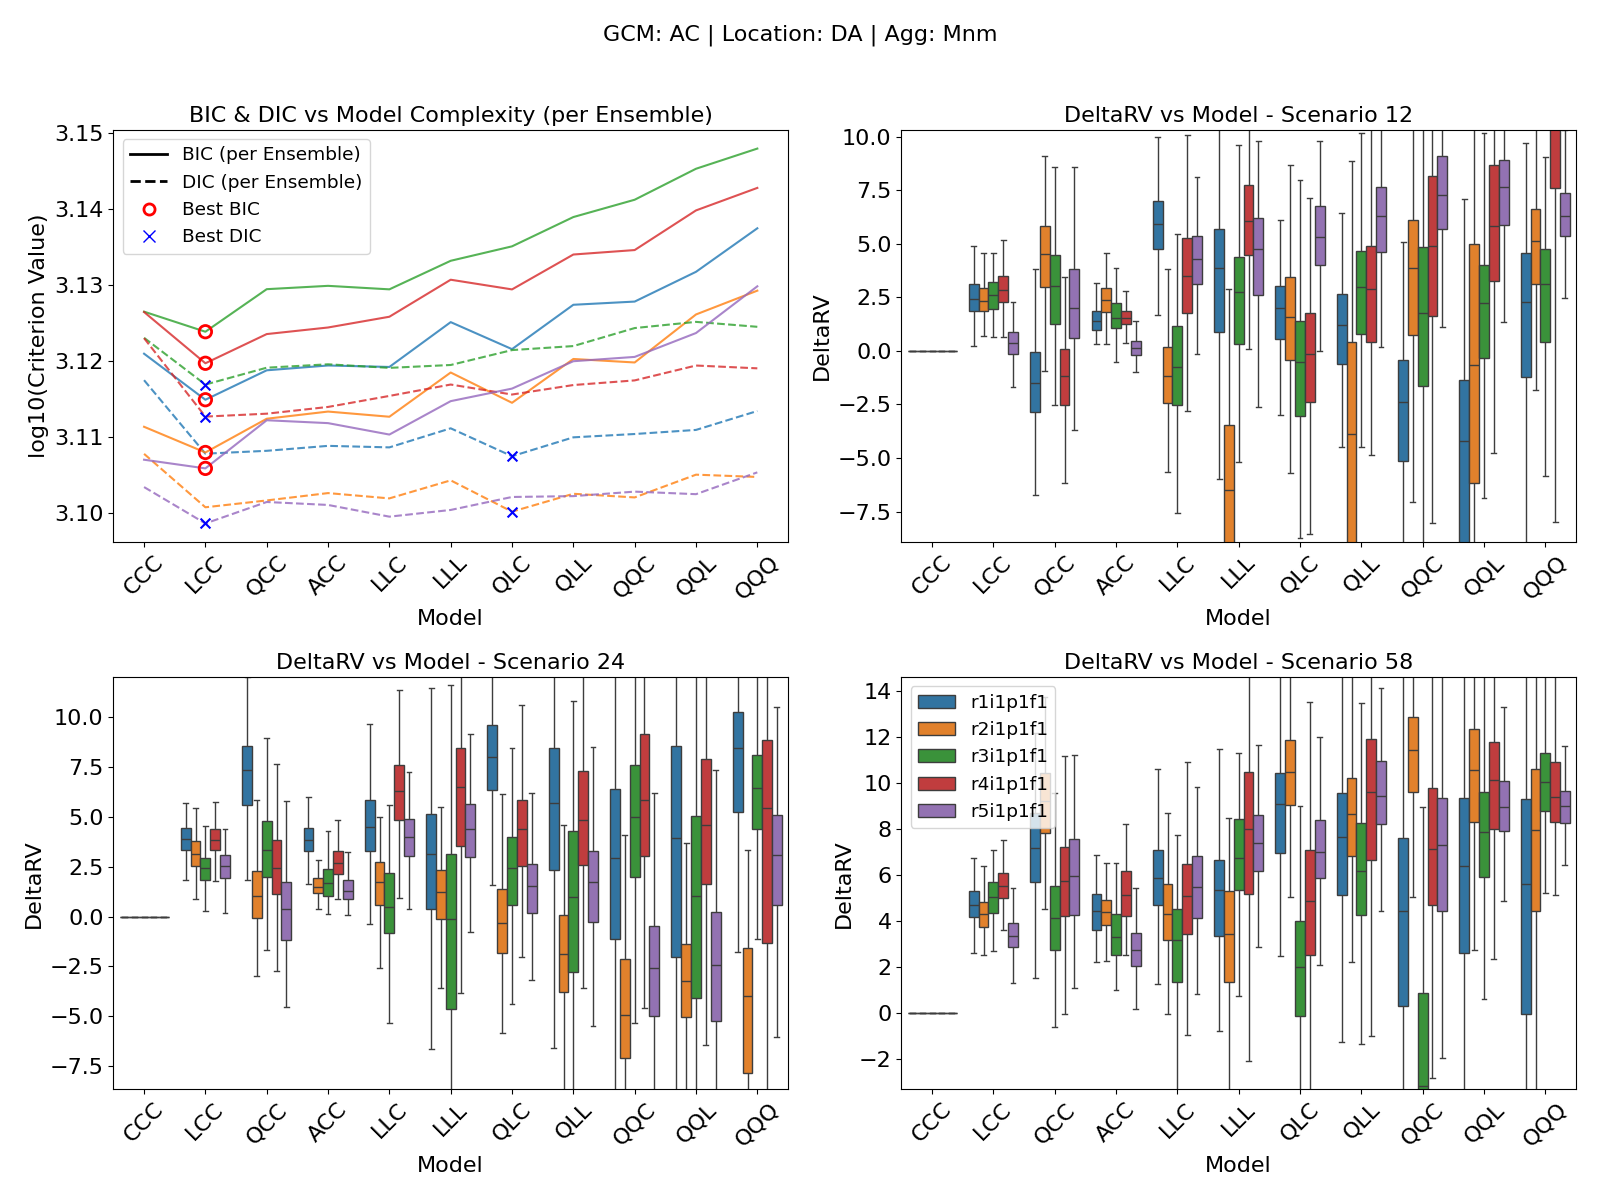 GCM: AC | Location: DA | Agg: Mnm
BIC & DIC vs Model Complexity (per Ensemble)
log10(Criterion Value)
3.15
3.14
3.13
3.12
3.11
3.10
BIC (per Ensemble)
DIC (per Ensemble)
Best BIC
Best DIC
CCC
LCC
QCC
ACC
LLC
LLL
QLC
QLL
QQC
QQL
QQQ
Model
DeltaRV vs Model - Scenario 12
DeltaRV
10.0
7.5
5.0
2.5
0.0
−2.5
−5.0
−7.5
CCC
LCC
QCC
ACC
LLC
LLL
QLC
QLL
QQC
QQL
QQQ
Model
DeltaRV vs Model - Scenario 24
DeltaRV
10.0
7.5
5.0
2.5
0.0
−2.5
−5.0
−7.5
CCC
LCC
QCC
ACC
LLC
LLL
QLC
QLL
QQC
QQL
QQQ
Model
DeltaRV vs Model - Scenario 58
DeltaRV
14
12
10
8
6
4
2
0
−2
r1i1p1f1
r2i1p1f1
r3i1p1f1
r4i1p1f1
r5i1p1f1
CCC
LCC
QCC
ACC
LLC
LLL
QLC
QLL
QQC
QQL
QQQ
Model